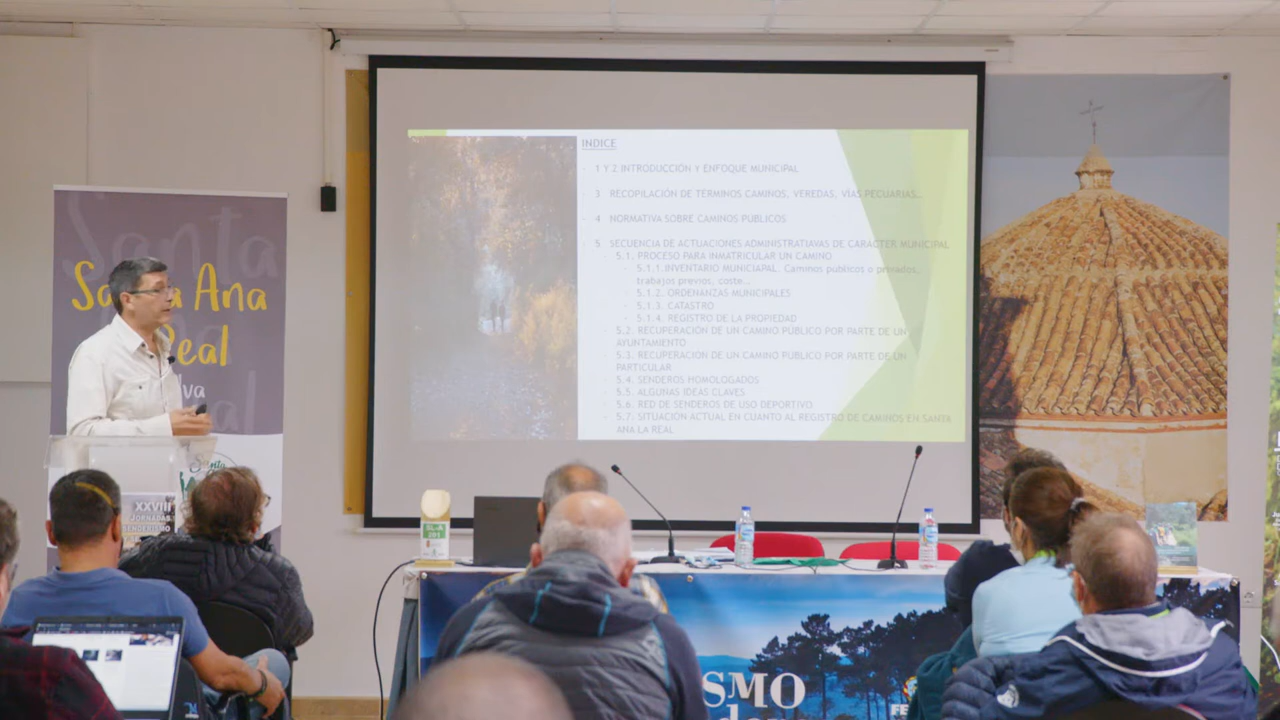 INDICE
- 1 Y 2 INTRODUCCIÓN Y ENFOQUE MUNICIPAL
- 3 RECOPILACIÓN DE TÉRMINOS CAMINOS, VEREDAS, VÍAS PECUARIAS…
- 4 NORMATIVA SOBRE CAMINOS PÚBLICOS
- 5. SECUENCIA DE ACTUACIONES ADMINISTRATIAVAS DE CARÁCTER MUNICIPAL
- 5.1. PROCESO PARA INMATRICULAR UN CAMINO
- 5.1.1.INVENTARIO MUNICIAPAL. Caminos públicos o privados,
trabajos previos, coste…
- 5.1.2. ORDENANZAS MUNICIPALES
- 5.1.3. CATASTRO
- 5.1.4. REGISTRO DE LA PROPIEDAD
- 5.2. RECUPERACIÓN DE UN CAMINO PÚBLICO POR PARTE DE UN
AYUNTAMIENTO
- 5.3. RECUPERACIÓN DE UN CAMINO PÚBLICO POR PARTE DE UN
PARTICULAR
- 5.4. SENDEROS HOMOLOGADOS
- 5.5. ALGUNAS IDEAS CLAVES
- 5.6. RED DE SENDEROS DE USO DEPORTIVO
- 5.7. SITUACIÓN ACTUAL EN CUANTO AL REGISTRO DE CAMINOS EN SANTA
ANA LA REAL
Santa
Ana
Real
XXVIII
JORNADAS
SENDERISMO
Santa
SL-A
SMO
FE